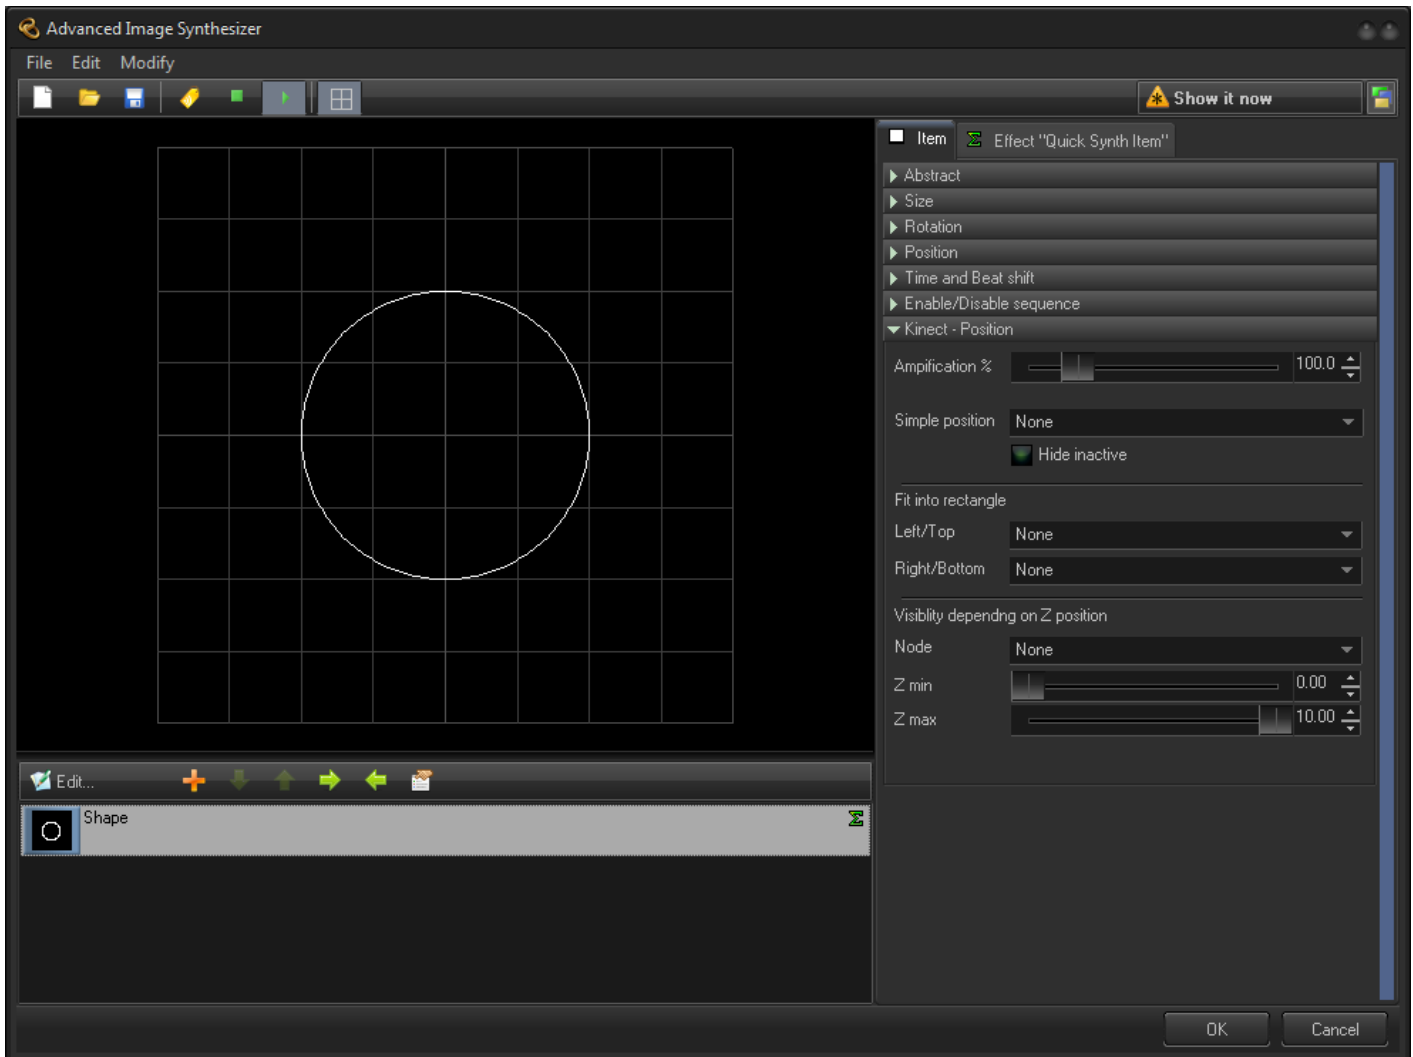 Advanced Image Synthesizer
File Edit Modify
Show it now
Item Effect "Quick Synth Item"
Abstract
Size
Rotation
Position
Time and Beat shift
Enable/Disable sequence
Kinect - Position
Ampification % 100.0
Simple position None
Hide inactive
Fit into rectangle
Left/Top None
Right/Bottom None
Visiblity dependng on Z position
Node None
Z min 0.00
Z max 10.00
Edit...
Shape
OK Cancel